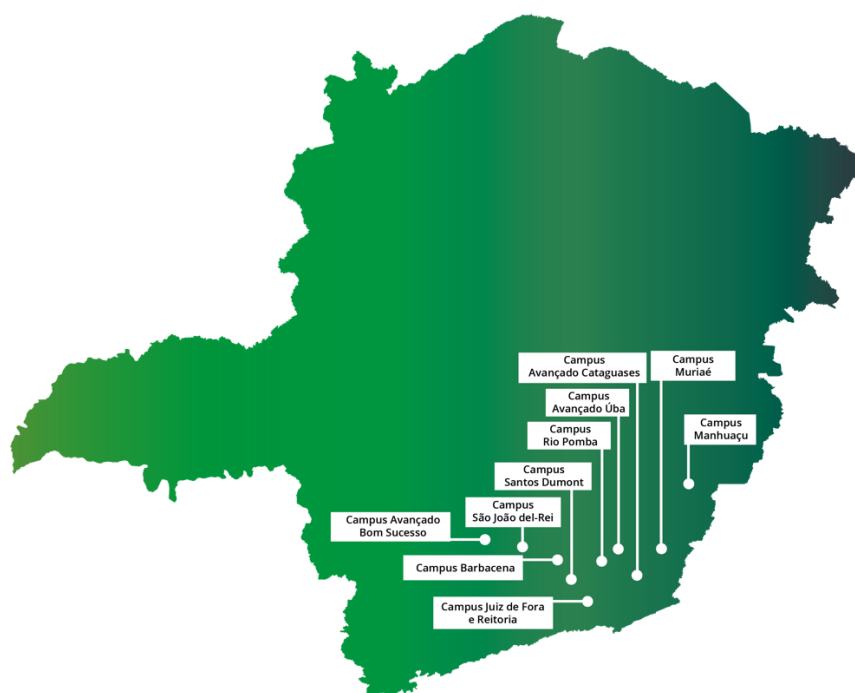 Campus
Avançado Cataguases
Campus
Muriaé
Campus
Avançado Úba
Campus
Rio Pomba
Campus
Manhuaçu
Campus
Santos Dumont
Campus
São João del-Rei
Campus Avançado
Bom Sucesso
Campus Barbacena
Campus Juiz de Fora
e Reitoria